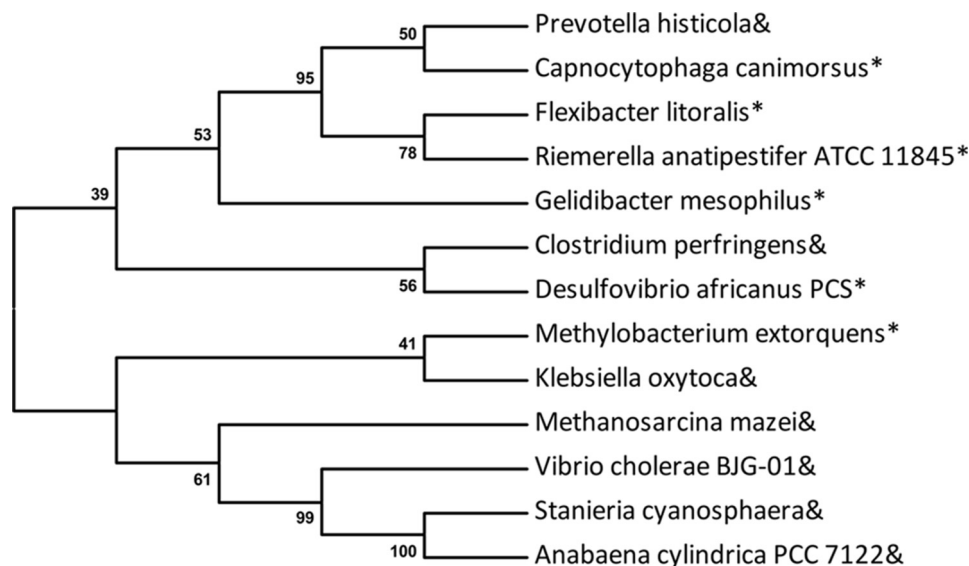 Prevotella histicola&
50
Capnocytophaga canimorsus*
95
Flexibacter litoralis*
53
78
Riemerella anatipestifer ATCC 11845*
39
Gelidibacter mesophilus*
Clostridium perfringens&
56
Desulfovibrio africanus PCS*
Methylobacterium extorquens*
41
Klebsiella oxytoca&
Methanosarcina mazei&
61
Vibrio cholerae BJG-01&
99
Stanieria cyanosphaera&
100
Anabaena cylindrica PCC 7122&